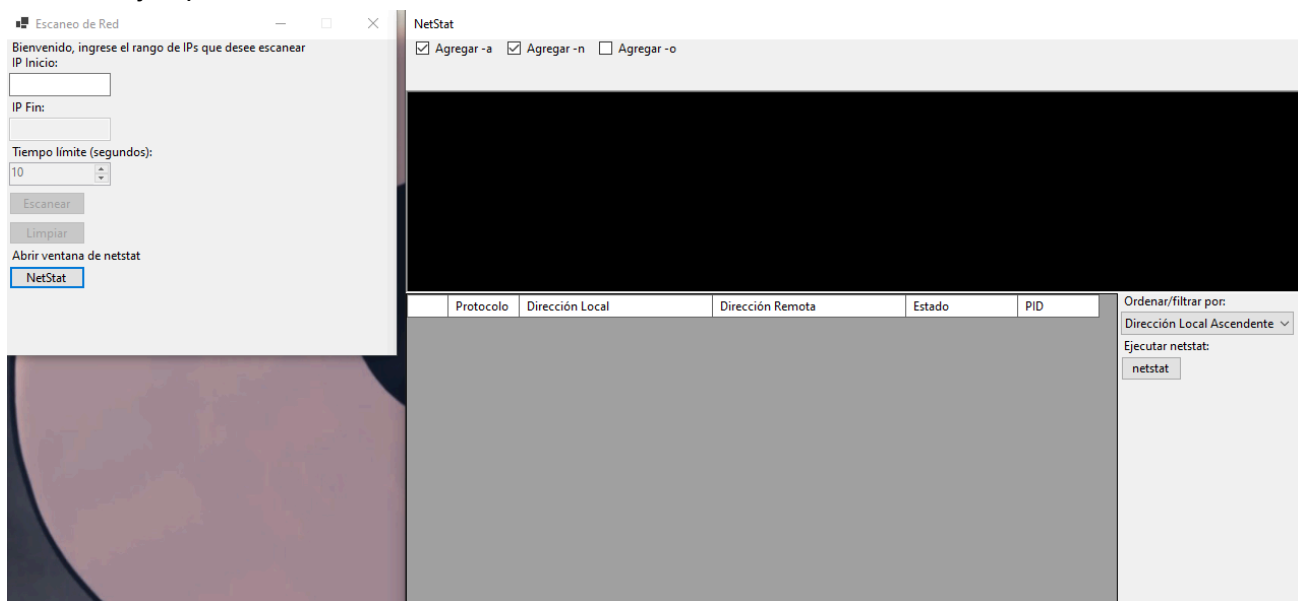 Escaneo de Red
Bienvenido, ingrese el rango de IPs que desee escanear
IP Inicio:
IP Fin:
Tiempo límite (segundos):
10
Escanear
Limpiar
Abrir ventana de netstat
NetStat
NetStat
Agregar -a Agregar -n Agregar -o
Protocolo Dirección Local Dirección Remota Estado PID
Ordenar/filtrar por:
Dirección Local Ascendente
Ejecutar netstat:
netstat